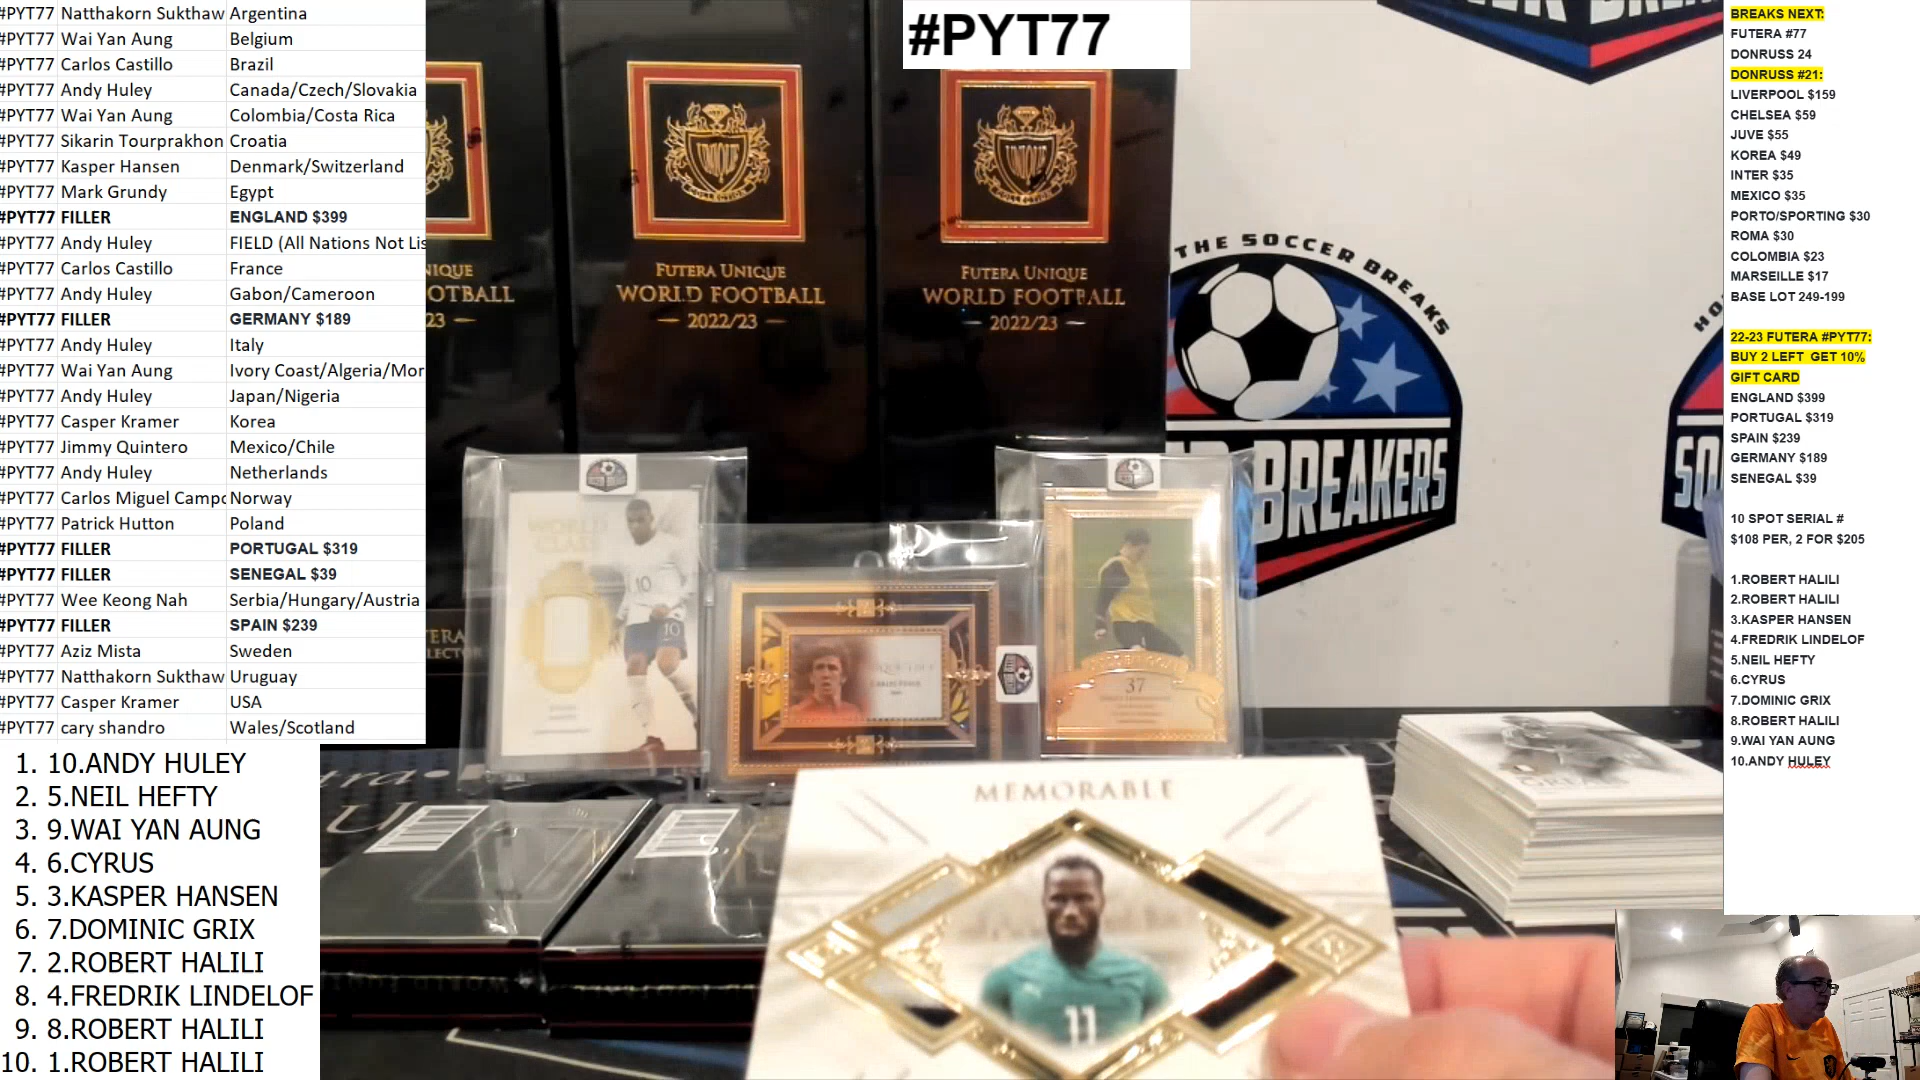 #PYT77 Natthakorn Sukthaw Argentina
#PYT77 Wai Yan Aung Belgium
#PYT77 Carlos Castillo Brazil
#PYT77 Andy Huley Canada/Czech/Slovakia
#PYT77 Wai Yan Aung Colombia/Costa Rica
#PYT77 Sikarin Tourprakhon Croatia
#PYT77 Kasper Hansen Denmark/Switzerland
#PYT77 Mark Grundy Egypt
#PYT77 FILLER ENGLAND $399
#PYT77 Andy Huley FIELD (All Nations Not Lis
#PYT77 Carlos Castillo France
#PYT77 Andy Huley Gabon/Cameroon
#PYT77 FILLER GERMANY $189
#PYT77 Andy Huley Italy
#PYT77 Wai Yan Aung Ivory Coast/Algeria/Mor
#PYT77 Andy Huley Japan/Nigeria
#PYT77 Casper Kramer Korea
#PYT77 Jimmy Quintero Mexico/Chile
#PYT77 Andy Huley Netherlands
#PYT77 Carlos Miguel Campo Norway
#PYT77 Patrick Hutton Poland
#PYT77 FILLER PORTUGAL $319
#PYT77 FILLER SENEGAL $39
#PYT77 Wee Keong Nah Serbia/Hungary/Austria
#PYT77 FILLER SPAIN $239
#PYT77 Aziz Mista Sweden
#PYT77 Natthakorn Sukthaw Uruguay
#PYT77 Casper Kramer USA
#PYT77 cary shandro Wales/Scotland
1. 10.ANDY HULEY
2. 5.NEIL HEFTY
3. 9.WAI YAN AUNG
4. 6.CYRUS
5. 3.KASPER HANSEN
6. 7.DOMINIC GRIX
7. 2.ROBERT HALILI
8. 4.FREDRIK LINDELOF
9. 8.ROBERT HALILI
10. 1.ROBERT HALILI
#PYT77
UNIQUE
COLLECTION
FUTERA UNIQUE
WORLD FOOTBALL
2022/23
UNIQUE
FUTERA UNIQUE
WORLD FOOTBALL
2022/23
NIQUE
OTBALL
23
THE SOCCER BREAKS
BREAKERS
SO
HO
WORLD
10
10
37
MEMORABLE
11
BREAKS NEXT:
FUTERA #77
DONRUSS 24
DONRUSS #21:
LIVERPOOL $159
CHELSEA $59
JUVE $55
KOREA $49
INTER $35
MEXICO $35
PORTO/SPORTING $30
ROMA $30
COLOMBIA $23
MARSEILLE $17
BASE LOT 249-199
22-23 FUTERA #PYT77:
BUY 2 LEFT GET 10%
GIFT CARD
ENGLAND $399
PORTUGAL $319
SPAIN $239
GERMANY $189
SENEGAL $39
10 SPOT SERIAL #
$108 PER, 2 FOR $205
1.ROBERT HALILI
2.ROBERT HALILI
3.KASPER HANSEN
4.FREDRIK LINDELOF
5.NEIL HEFTY
6.CYRUS
7.DOMINIC GRIX
8.ROBERT HALILI
9.WAI YAN AUNG
10.ANDY HULEY